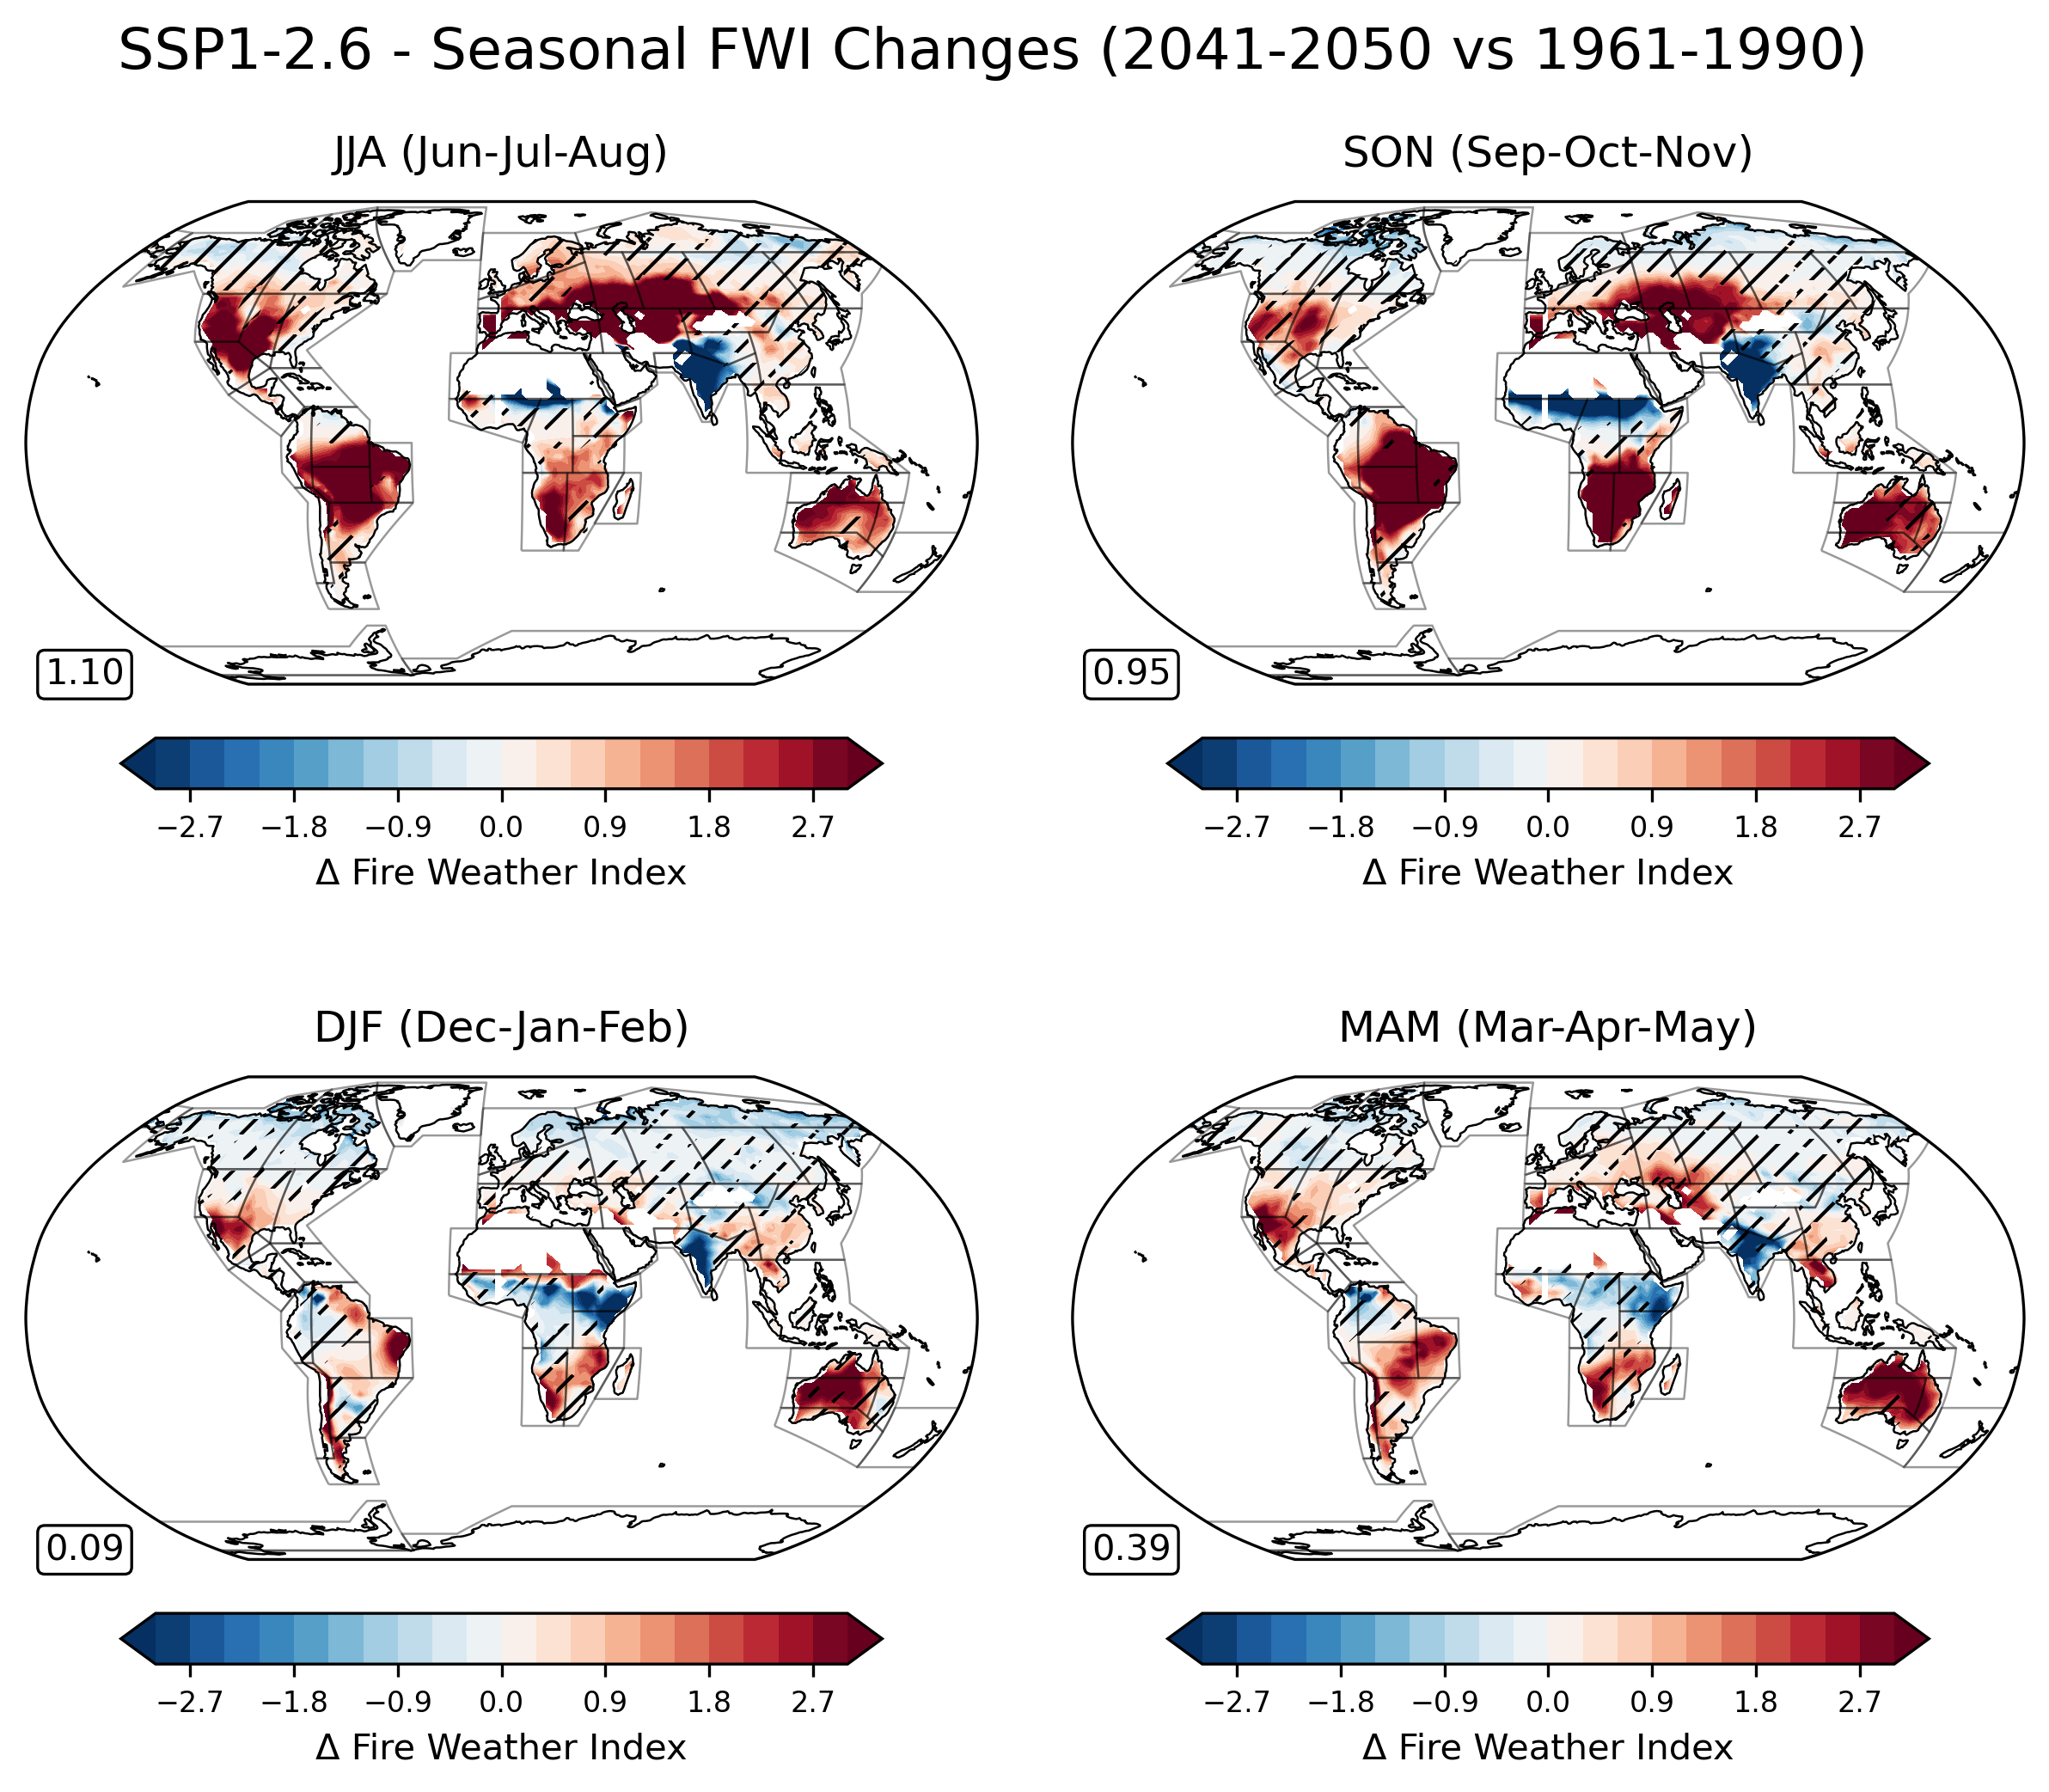 SSP1-2.6 - Seasonal FWI Changes (2041-2050 vs 1961-1990)
JJA (Jun-Jul-Aug)
1.10
−2.7 −1.8 −0.9 0.0 0.9 1.8 2.7
Δ Fire Weather Index
SON (Sep-Oct-Nov)
0.95
−2.7 −1.8 −0.9 0.0 0.9 1.8 2.7
Δ Fire Weather Index
DJF (Dec-Jan-Feb)
0.09
−2.7 −1.8 −0.9 0.0 0.9 1.8 2.7
Δ Fire Weather Index
MAM (Mar-Apr-May)
0.39
−2.7 −1.8 −0.9 0.0 0.9 1.8 2.7
Δ Fire Weather Index